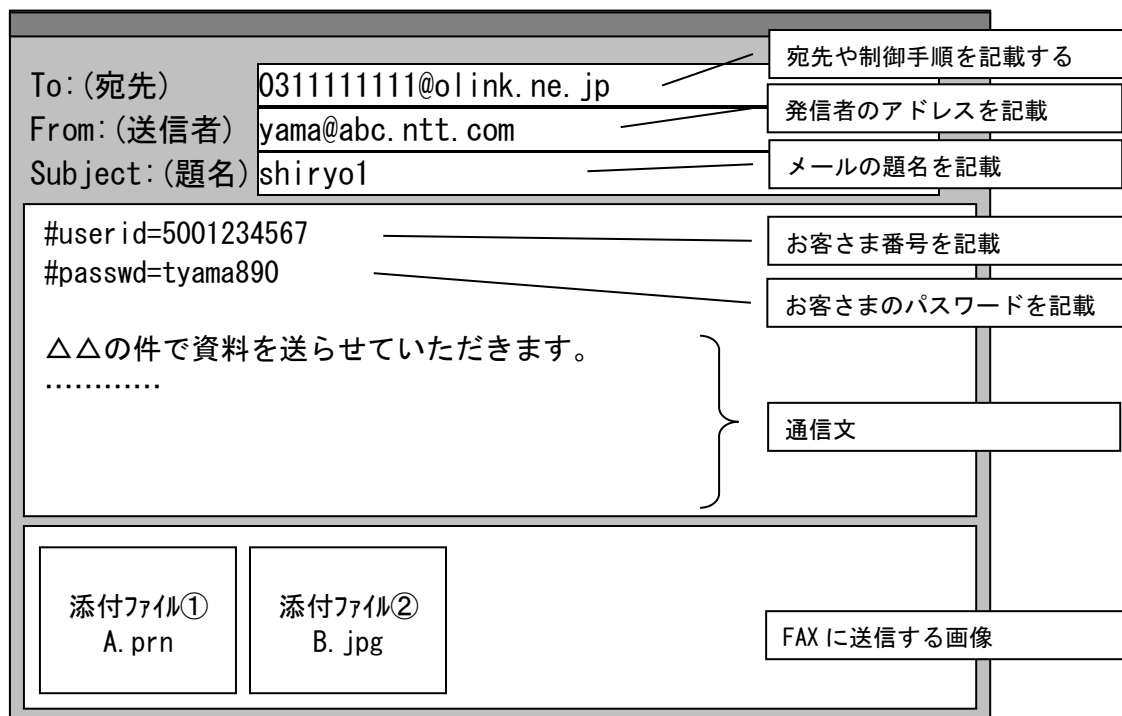 To:(宛先)
0311111111@olink.ne.jp
宛先や制御手順を記載する
From:(送信者)
yama@abc.ntt.com
発信者のアドレスを記載
Subject:(題名)
shiryo1
メールの題名を記載
#userid=5001234567
お客さま番号を記載
#passwd=tyama890
お客さまのパスワードを記載
△△の件で資料を送らせていただきます。
…………
通信文
添付ファイル①
A.prn
添付ファイル②
B.jpg
FAXに送信する画像